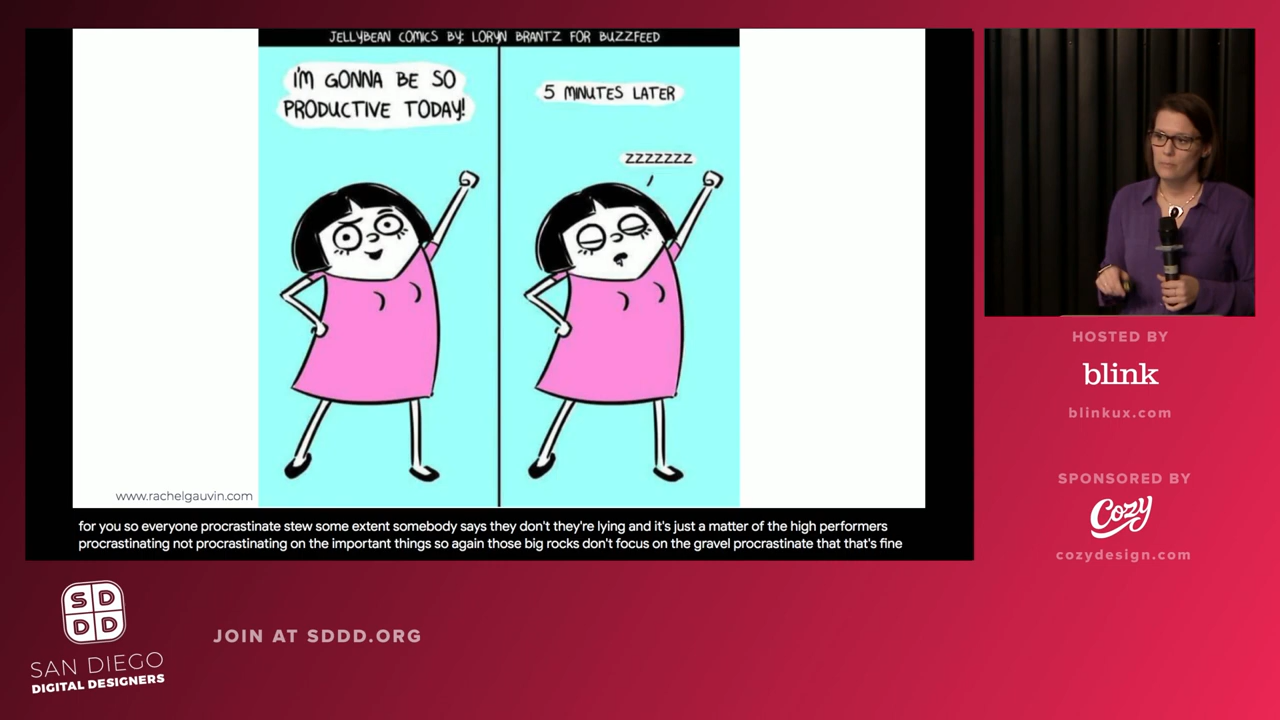 JELLYBEAN COMICS BY: LORYN BRANTZ FOR BUZZFEED
I'M GONNA BE SO
PRODUCTIVE TODAY!
5 MINUTES LATER
ZZZZZZZ
www.rachelgauvin.com
for you so everyone procrastinate stew some extent somebody says they don't they're lying and it's just a matter of the high performers
procrastinating not procrastinating on the important things so again those big rocks don't focus on the gravel procrastinate that that's fine
HOSTED BY
blink
blinkux.com
SPONSORED BY
Cozy
cozydesign.com
SD
DD
SAN DIEGO
DIGITAL DESIGNERS
JOIN AT SDDD.ORG